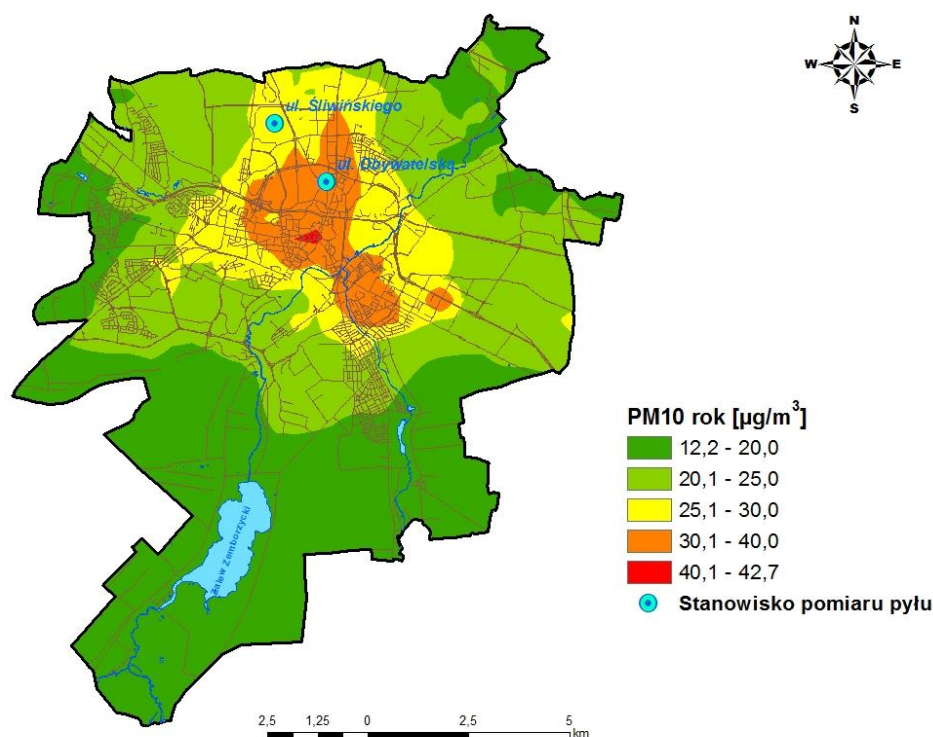 N
W E
S
ul. Śliwińskiego
ul. Obywatelska
Zalew Zemborzycki
PM10 rok [µg/m³]
12,2 - 20,0
20,1 - 25,0
25,1 - 30,0
30,1 - 40,0
40,1 - 42,7
Stanowisko pomiaru pyłu
2,5 1,25 0 2,5 5
km